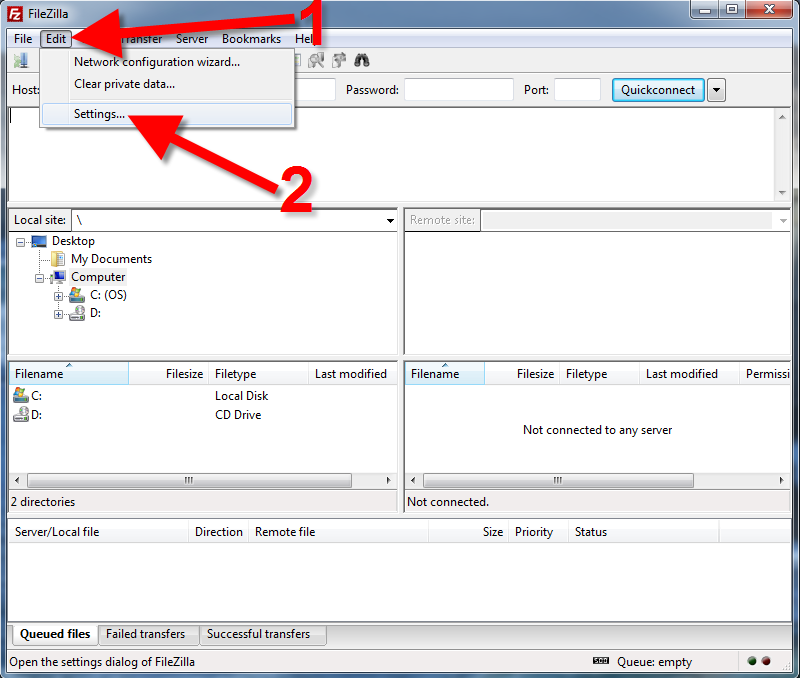 FileZilla
1
File Edit Transfer Server Bookmarks Help
Network configuration wizard...
Clear private data...
Settings...
Host: Password: Port: Quickconnect
2
Local site: \ Remote site:
Desktop
My Documents
Computer
C: (OS)
D:
Filename Filesize Filetype Last modified Filename Filesize Filetype Last modified Permissi
C: Local Disk
D: CD Drive
Not connected to any server
2 directories Not connected.
Server/Local file Direction Remote file Size Priority Status
Queued files Failed transfers Successful transfers
Open the settings dialog of FileZilla Queue: empty